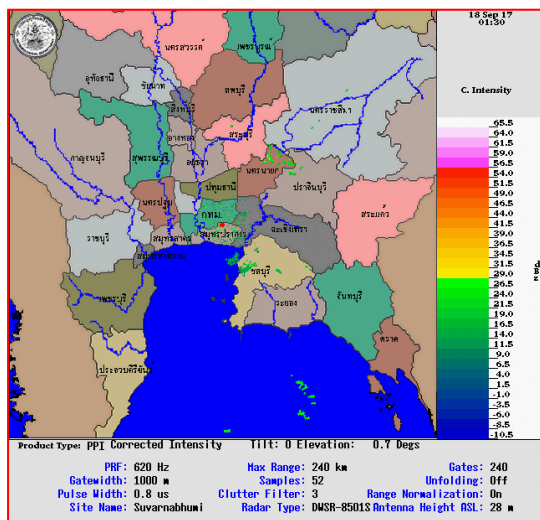 18 Sep 17
01:30
C. Intensity
65.5
64.0
61.5
59.0
56.5
54.0
51.5
49.0
46.5
44.0
41.5
39.0
36.5
34.0
31.5
29.0
26.5
24.0
21.5
19.0
16.5
14.0
11.5
9.0
6.5
4.0
1.5
-1.0
-3.5
-6.0
-8.5
-10.5
นครสวรรค์
เพชรบูรณ์
อุทัยธานี
ชัยนาท
ลพบุรี
สิงห์บุรี
นครราชสีมา
อ่างทอง
สระบุรี
กาญจนบุรี
สุพรรณบุรี
อยุธยา
นครนายก
ปราจีนบุรี
ปทุมธานี
นครปฐม
กทม.
สระแก้ว
ราชบุรี
สมุทรสาคร
สมุทรปราการ
ฉะเชิงเทรา
ชลบุรี
เพชรบุรี
ระยอง
จันทบุรี
ตราด
ประจวบคีรีขันธ์
Product Type: PPI Corrected Intensity Tilt: 0 Elevation: 0.7 Degs
PRF: 620 Hz Max Range: 240 km Gates: 240
Gatewidth: 1000 m Samples: 52 Unfolding: Off
Pulse Width: 0.8 us Clutter Filter: 3 Range Normalization: On
Site Name: Suvarnabhumi Radar Type: DWSR-8501S Antenna Height ASL: 28 m